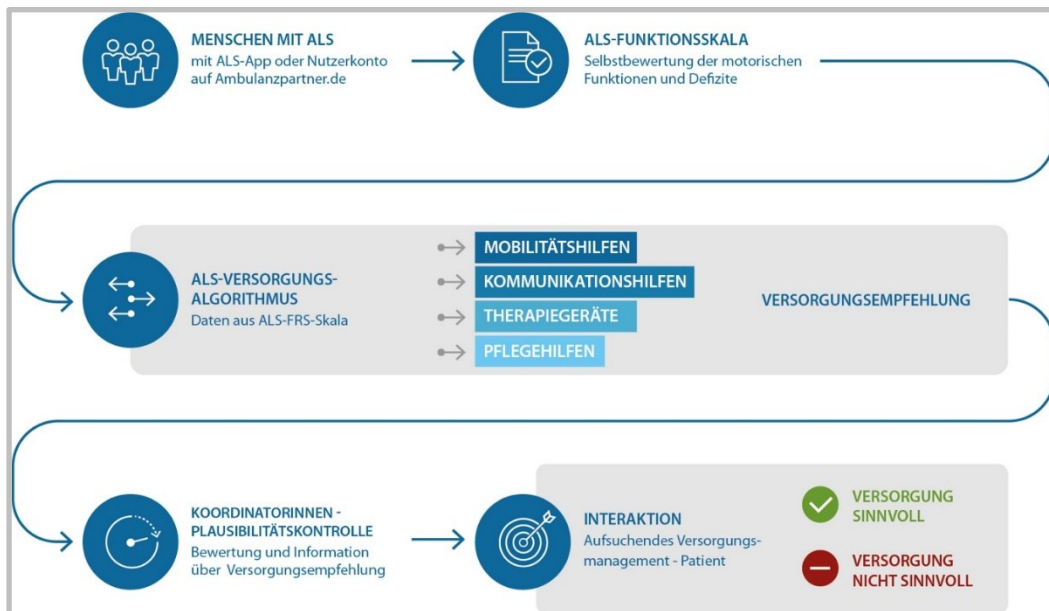 MENSCHEN MIT ALS
mit ALS-App oder Nutzerkonto
auf Ambulanzpartner.de
ALS-FUNKTIONSSKALA
Selbstbewertung der motorischen
Funktionen und Defizite
ALS-VERSORGUNGS-
ALGORITHMUS
Daten aus ALS-FRS-Skala
MOBILITÄTSHILFEN
KOMMUNIKATIONSHILFEN
THERAPIEGERÄTE
PFLEGEHILFEN
VERSORGUNGSEMPFEHLUNG
KOORDINATORINNEN -
PLAUSIBILITÄTSKONTROLLE
Bewertung und Information
über Versorgungsempfehlung
INTERAKTION
Aufsuchendes Versorgungs-
management - Patient
VERSORGUNG
SINNVOLL
VERSORGUNG
NICHT SINNVOLL